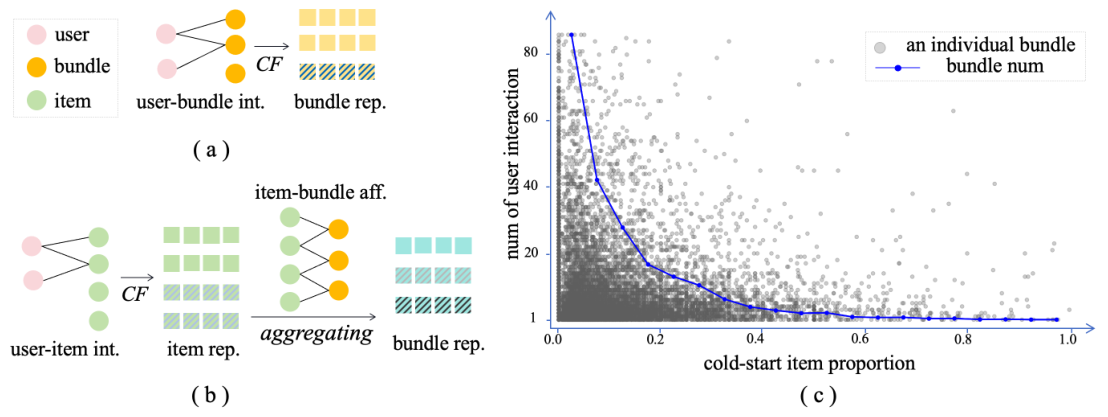 user
bundle
item
CF
user-bundle int.
bundle rep.
( a )
item-bundle aff.
CF
aggregating
user-item int.
item rep.
bundle rep.
( b )
an individual bundle
bundle num
num of user interaction
80
60
40
20
1
0.0
0.2
0.4
0.6
0.8
1.0
cold-start item proportion
( c )